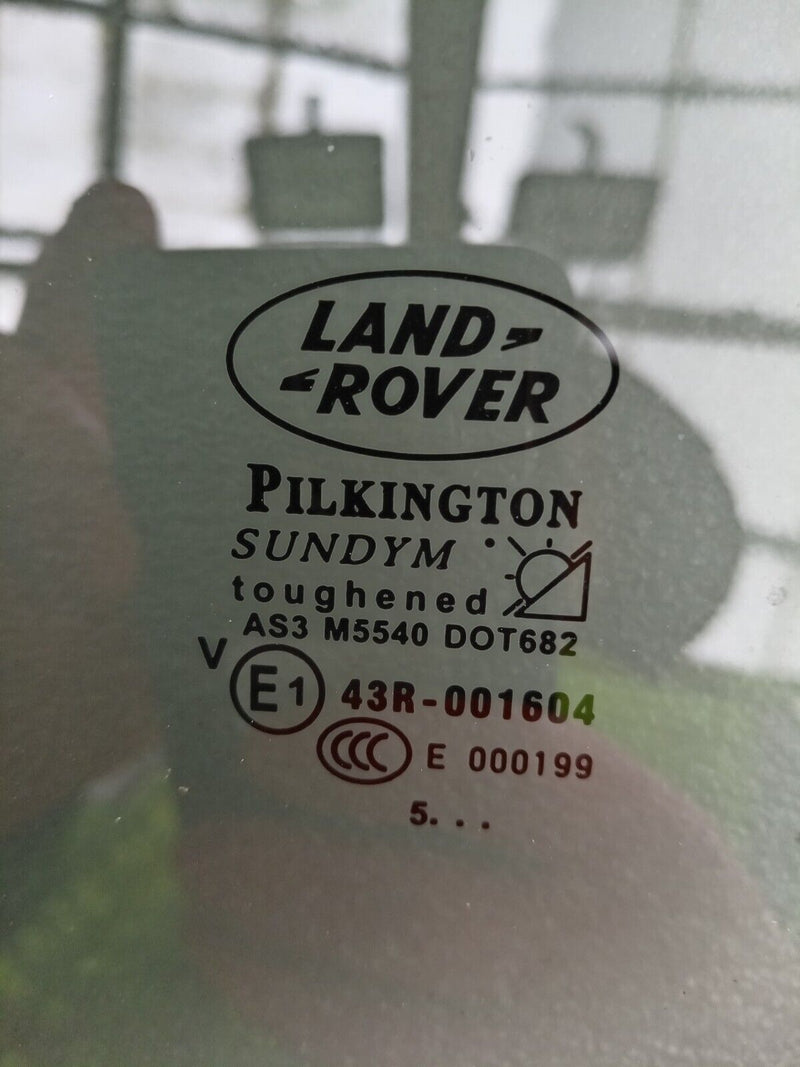 LAND
ROVER
PILKINGTON
SUNDYM
toughened
AS3 M5540 DOT682
V
E1 43R-001604
CCC E 000199
5. . .